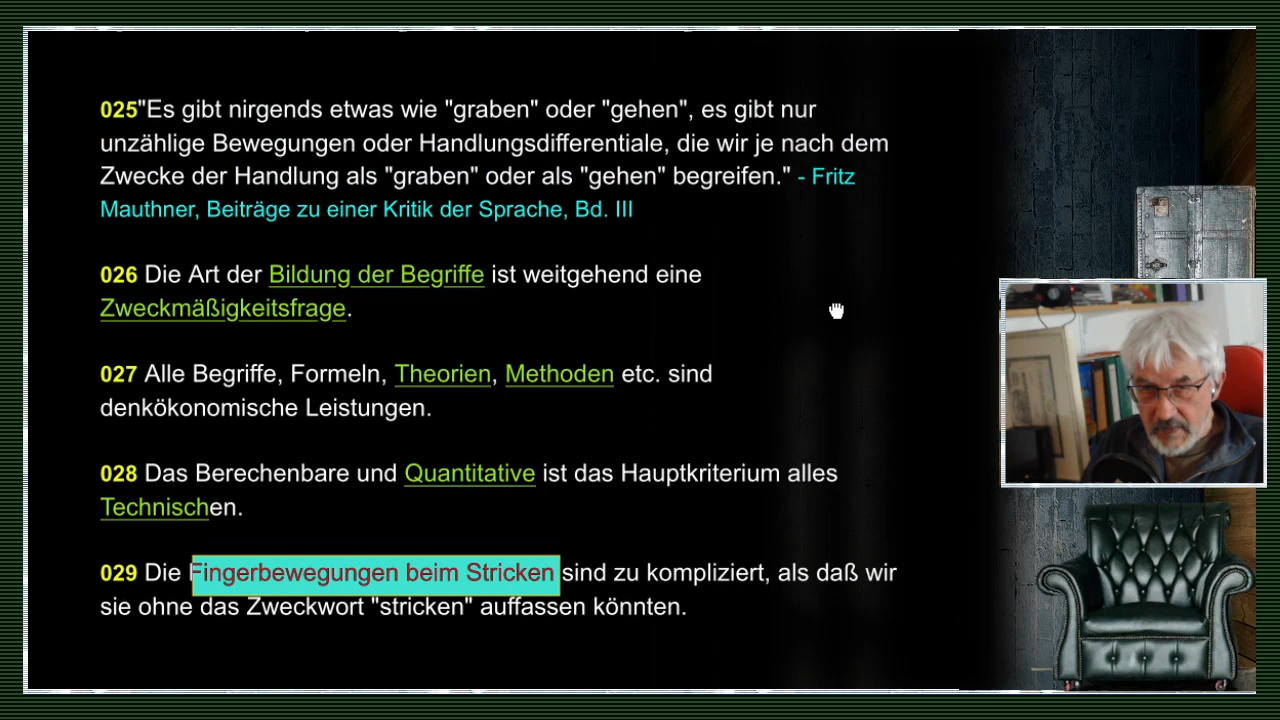 025"Es gibt nirgends etwas wie "graben" oder "gehen", es gibt nur
unzählige Bewegungen oder Handlungsdifferentiale, die wir je nach dem
Zwecke der Handlung als "graben" oder als "gehen" begreifen." - Fritz
Mauthner, Beiträge zu einer Kritik der Sprache, Bd. III
026 Die Art der Bildung der Begriffe ist weitgehend eine
Zweckmäßigkeitsfrage.
027 Alle Begriffe, Formeln, Theorien, Methoden etc. sind
denkökonomische Leistungen.
028 Das Berechenbare und Quantitative ist das Hauptkriterium alles
Technischen.
029 Die Fingerbewegungen beim Stricken sind zu kompliziert, als daß wir
sie ohne das Zweckwort "stricken" auffassen könnten.